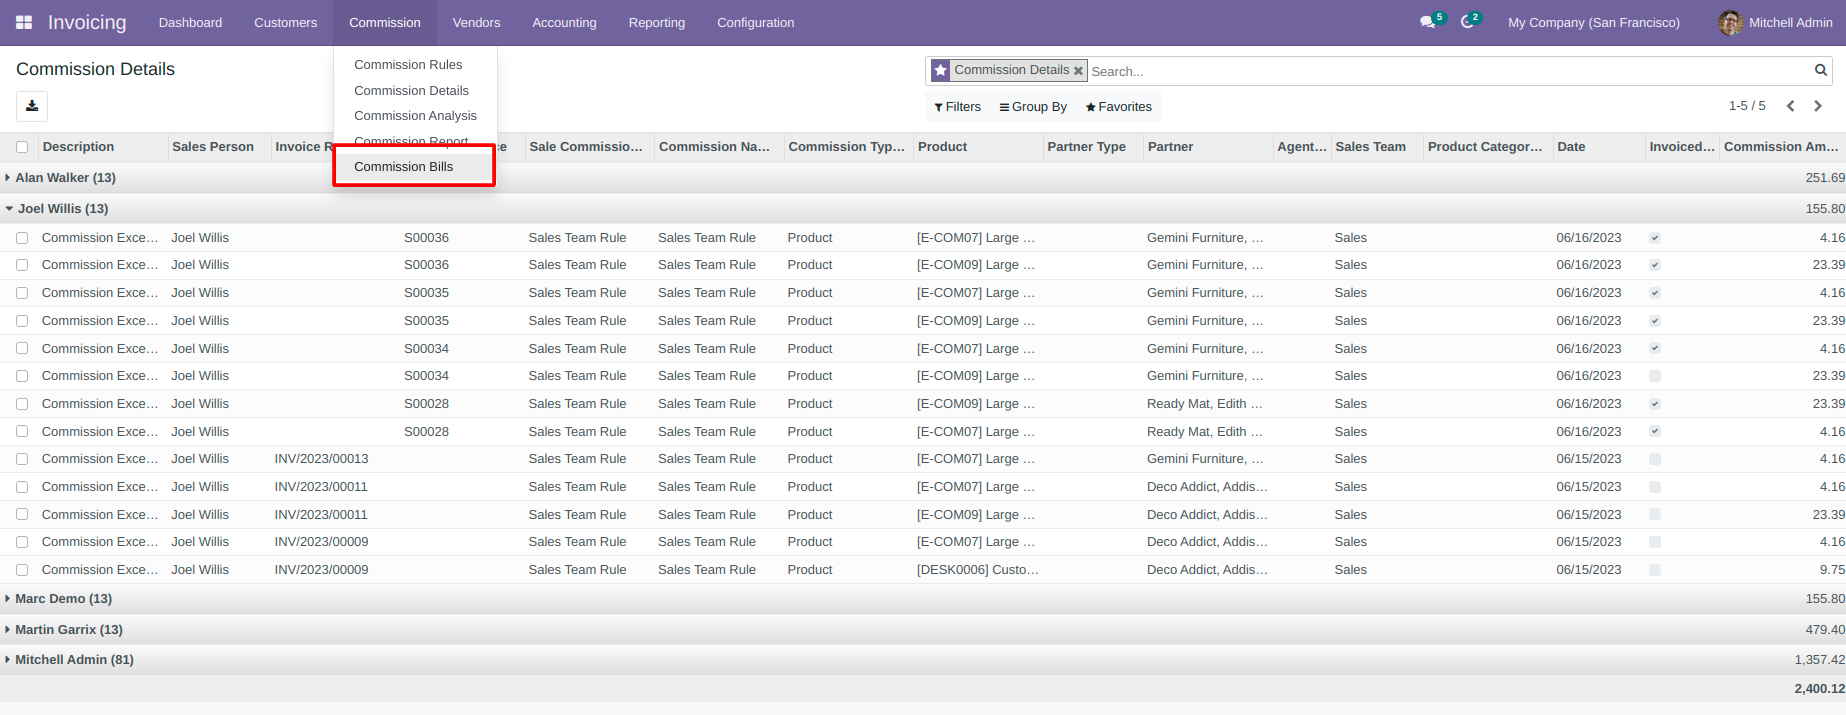 Invoicing Dashboard Customers Commission Vendors Accounting Reporting Configuration 5 2 My Company (San Francisco) Mitchell Admin
Commission Details
Commission Rules
Commission Details
Commission Analysis
Commission Report
Commission Bills
Commission Details Search...
Filters Group By Favorites 1-5 / 5
Description Sales Person Invoice R ce Sale Commissio... Commission Na... Commission Typ... Product Partner Type Partner Agent... Sales Team Product Categor... Date Invoiced... Commission Am...
Alan Walker (13) 251.69
Joel Willis (13) 155.80
Commission Exce... Joel Willis S00036 Sales Team Rule Sales Team Rule Product [E-COM07] Large ... Gemini Furniture, ... Sales 06/16/2023 4.16
Commission Exce... Joel Willis S00036 Sales Team Rule Sales Team Rule Product [E-COM09] Large ... Gemini Furniture, ... Sales 06/16/2023 23.39
Commission Exce... Joel Willis S00035 Sales Team Rule Sales Team Rule Product [E-COM07] Large ... Gemini Furniture, ... Sales 06/16/2023 4.16
Commission Exce... Joel Willis S00035 Sales Team Rule Sales Team Rule Product [E-COM09] Large ... Gemini Furniture, ... Sales 06/16/2023 23.39
Commission Exce... Joel Willis S00034 Sales Team Rule Sales Team Rule Product [E-COM07] Large ... Gemini Furniture, ... Sales 06/16/2023 4.16
Commission Exce... Joel Willis S00034 Sales Team Rule Sales Team Rule Product [E-COM09] Large ... Gemini Furniture, ... Sales 06/16/2023 23.39
Commission Exce... Joel Willis S00028 Sales Team Rule Sales Team Rule Product [E-COM09] Large ... Ready Mat, Edith ... Sales 06/16/2023 23.39
Commission Exce... Joel Willis S00028 Sales Team Rule Sales Team Rule Product [E-COM07] Large ... Ready Mat, Edith ... Sales 06/16/2023 4.16
Commission Exce... Joel Willis INV/2023/00013 Sales Team Rule Sales Team Rule Product [E-COM07] Large ... Gemini Furniture, ... Sales 06/15/2023 4.16
Commission Exce... Joel Willis INV/2023/00011 Sales Team Rule Sales Team Rule Product [E-COM07] Large ... Deco Addict, Addis... Sales 06/15/2023 4.16
Commission Exce... Joel Willis INV/2023/00011 Sales Team Rule Sales Team Rule Product [E-COM09] Large ... Deco Addict, Addis... Sales 06/15/2023 23.39
Commission Exce... Joel Willis INV/2023/00009 Sales Team Rule Sales Team Rule Product [E-COM07] Large ... Deco Addict, Addis... Sales 06/15/2023 4.16
Commission Exce... Joel Willis INV/2023/00009 Sales Team Rule Sales Team Rule Product [DESK0006] Custo... Deco Addict, Addis... Sales 06/15/2023 9.75
Marc Demo (13) 155.80
Martin Garrix (13) 479.40
Mitchell Admin (81) 1,357.42
2,400.12